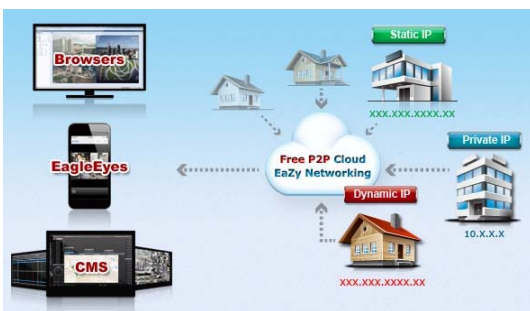 Browsers
EagleEyes
CMS
Free P2P Cloud
EaZy Networking
Static IP
XXX.XXX.XXXX.XX
Private IP
10.X.X.X
Dynamic IP
XXX.XXX.XXXX.XX